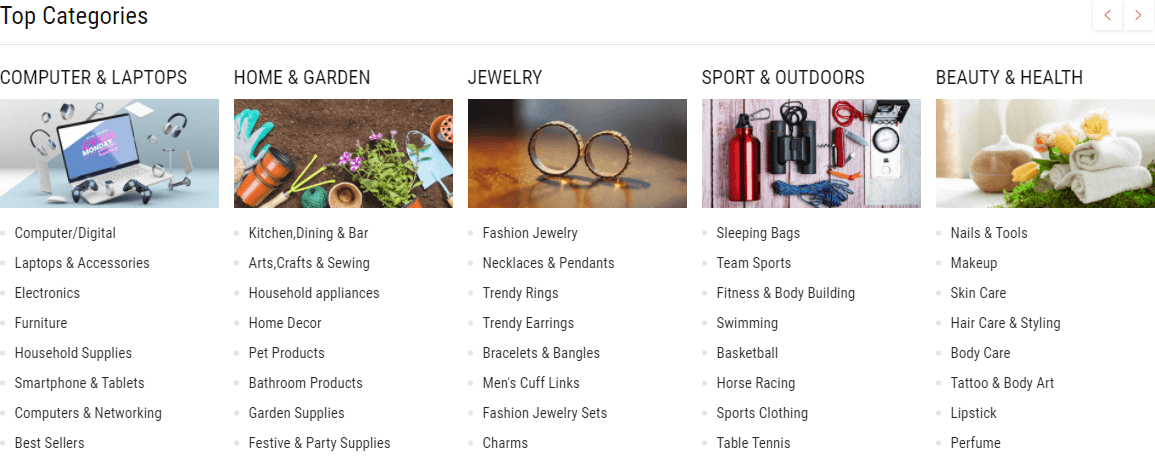 Top Categories
COMPUTER & LAPTOPS
MONDAY
Computer/Digital
Laptops & Accessories
Electronics
Furniture
Household Supplies
Smartphone & Tablets
Computers & Networking
Best Sellers
HOME & GARDEN
Kitchen,Dining & Bar
Arts,Crafts & Sewing
Household appliances
Home Decor
Pet Products
Bathroom Products
Garden Supplies
Festive & Party Supplies
JEWELRY
Fashion Jewelry
Necklaces & Pendants
Trendy Rings
Trendy Earrings
Bracelets & Bangles
Men's Cuff Links
Fashion Jewelry Sets
Charms
SPORT & OUTDOORS
Sleeping Bags
Team Sports
Fitness & Body Building
Swimming
Basketball
Horse Racing
Sports Clothing
Table Tennis
BEAUTY & HEALTH
Nails & Tools
Makeup
Skin Care
Hair Care & Styling
Body Care
Tattoo & Body Art
Lipstick
Perfume